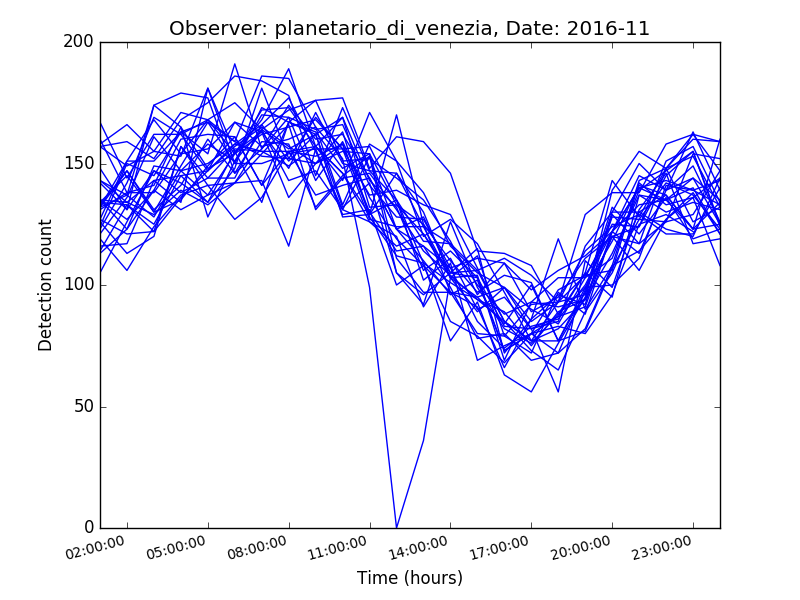 Observer: planetario_di_venezia, Date: 2016-11
200
150
100
50
0
Detection count
02:00:00 05:00:00 08:00:00 11:00:00 14:00:00 17:00:00 20:00:00 23:00:00
Time (hours)